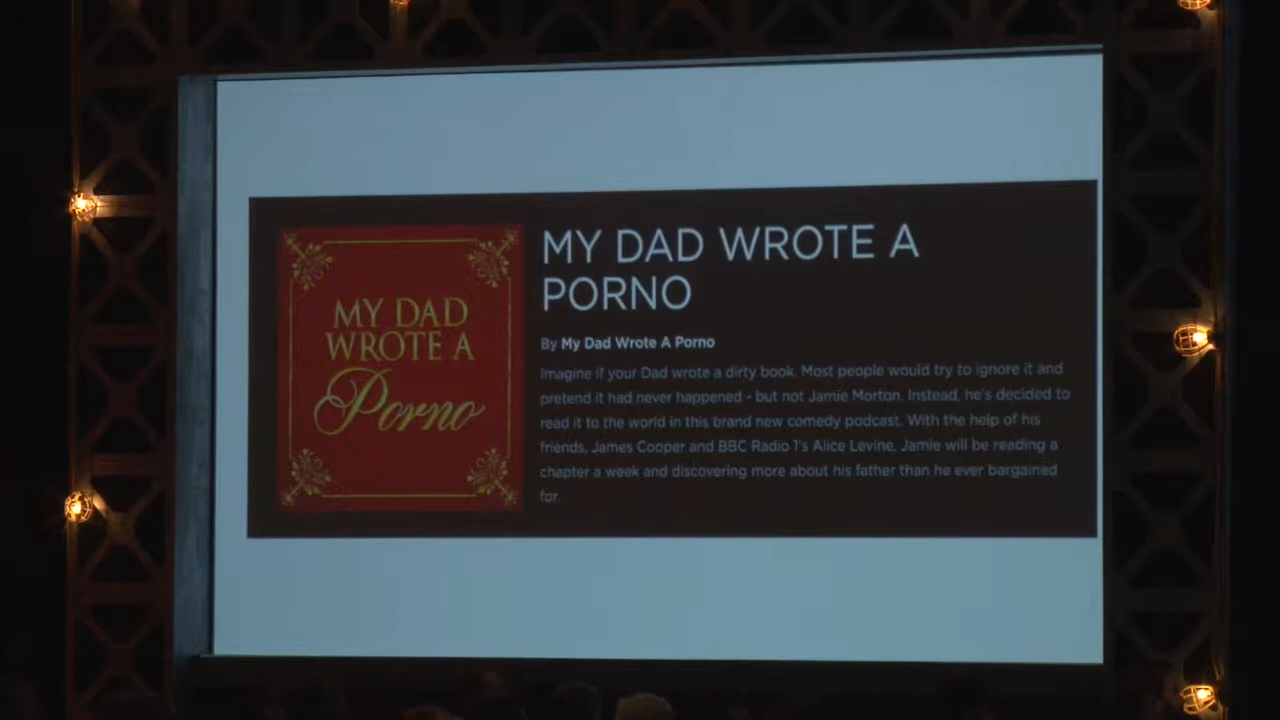 MY DAD
WROTE A
Porno
MY DAD WROTE A
PORNO
By My Dad Wrote A Porno
Imagine if your Dad wrote a dirty book. Most people would try to ignore it and
pretend it had never happened - but not Jamie Morton. Instead, he's decided to
read it to the world in this brand new comedy podcast. With the help of his
friends, James Cooper and BBC Radio 1's Alice Levine, Jamie will be reading a
chapter a week and discovering more about his father than he ever bargained
for.